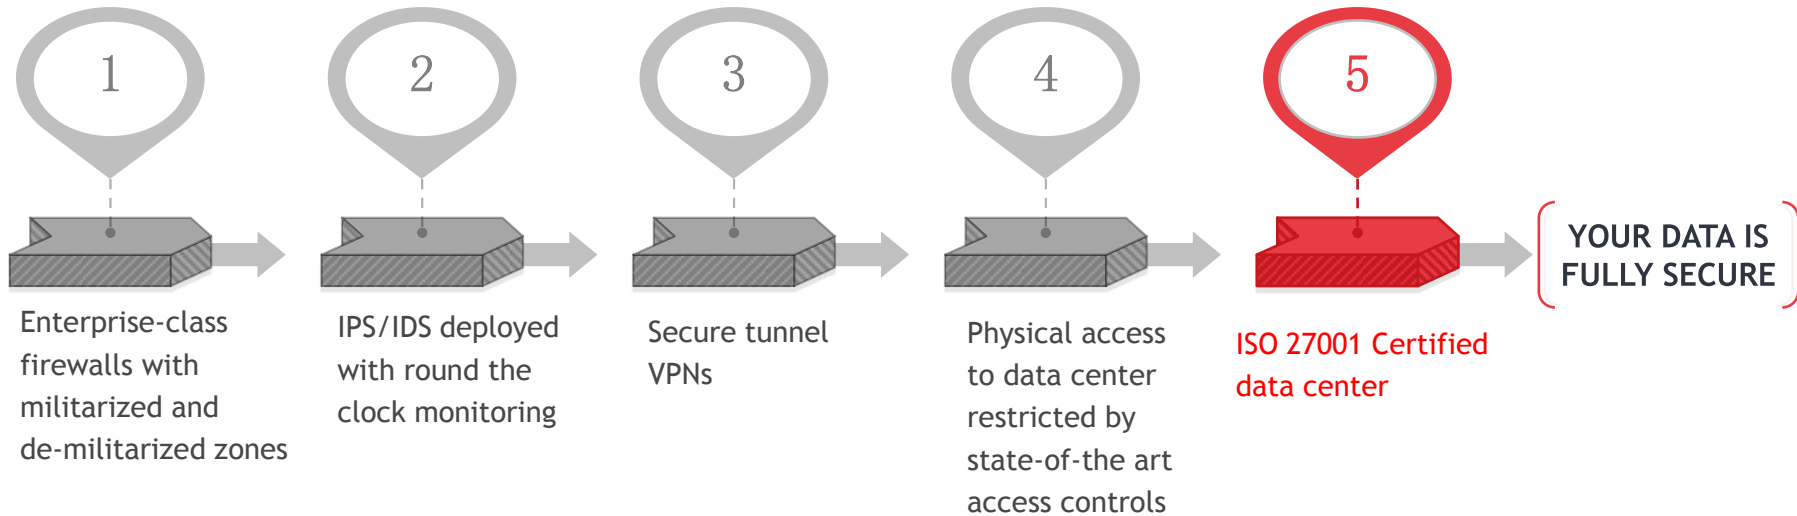 1
Enterprise-class
firewalls with
militarized and
de-militarized zones
2
IPS/IDS deployed
with round the
clock monitoring
3
Secure tunnel
VPNs
4
Physical access
to data center
restricted by
state-of-the art
access controls
5
ISO 27001 Certified
data center
YOUR DATA IS
FULLY SECURE